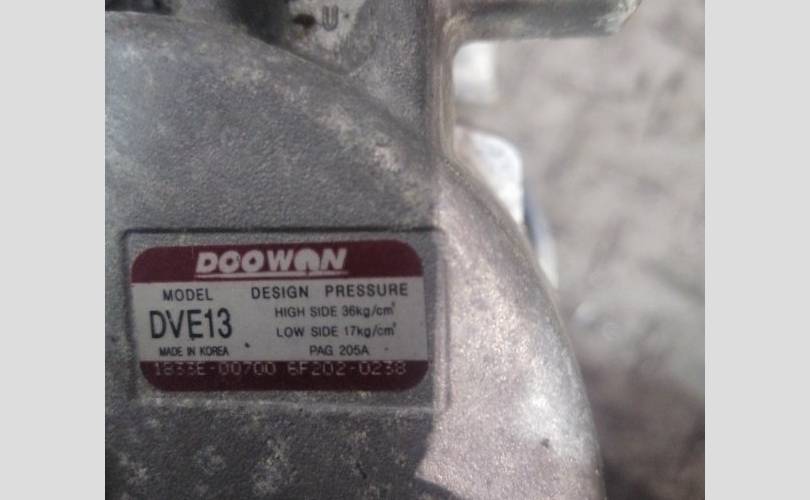 U
DOOWON
MODEL DESIGN PRESSURE
DVE13 HIGH SIDE 36kg/cm²
LOW SIDE 17kg/cm²
MADE IN KOREA PAG 205A
1833E-00700 6F202-0238